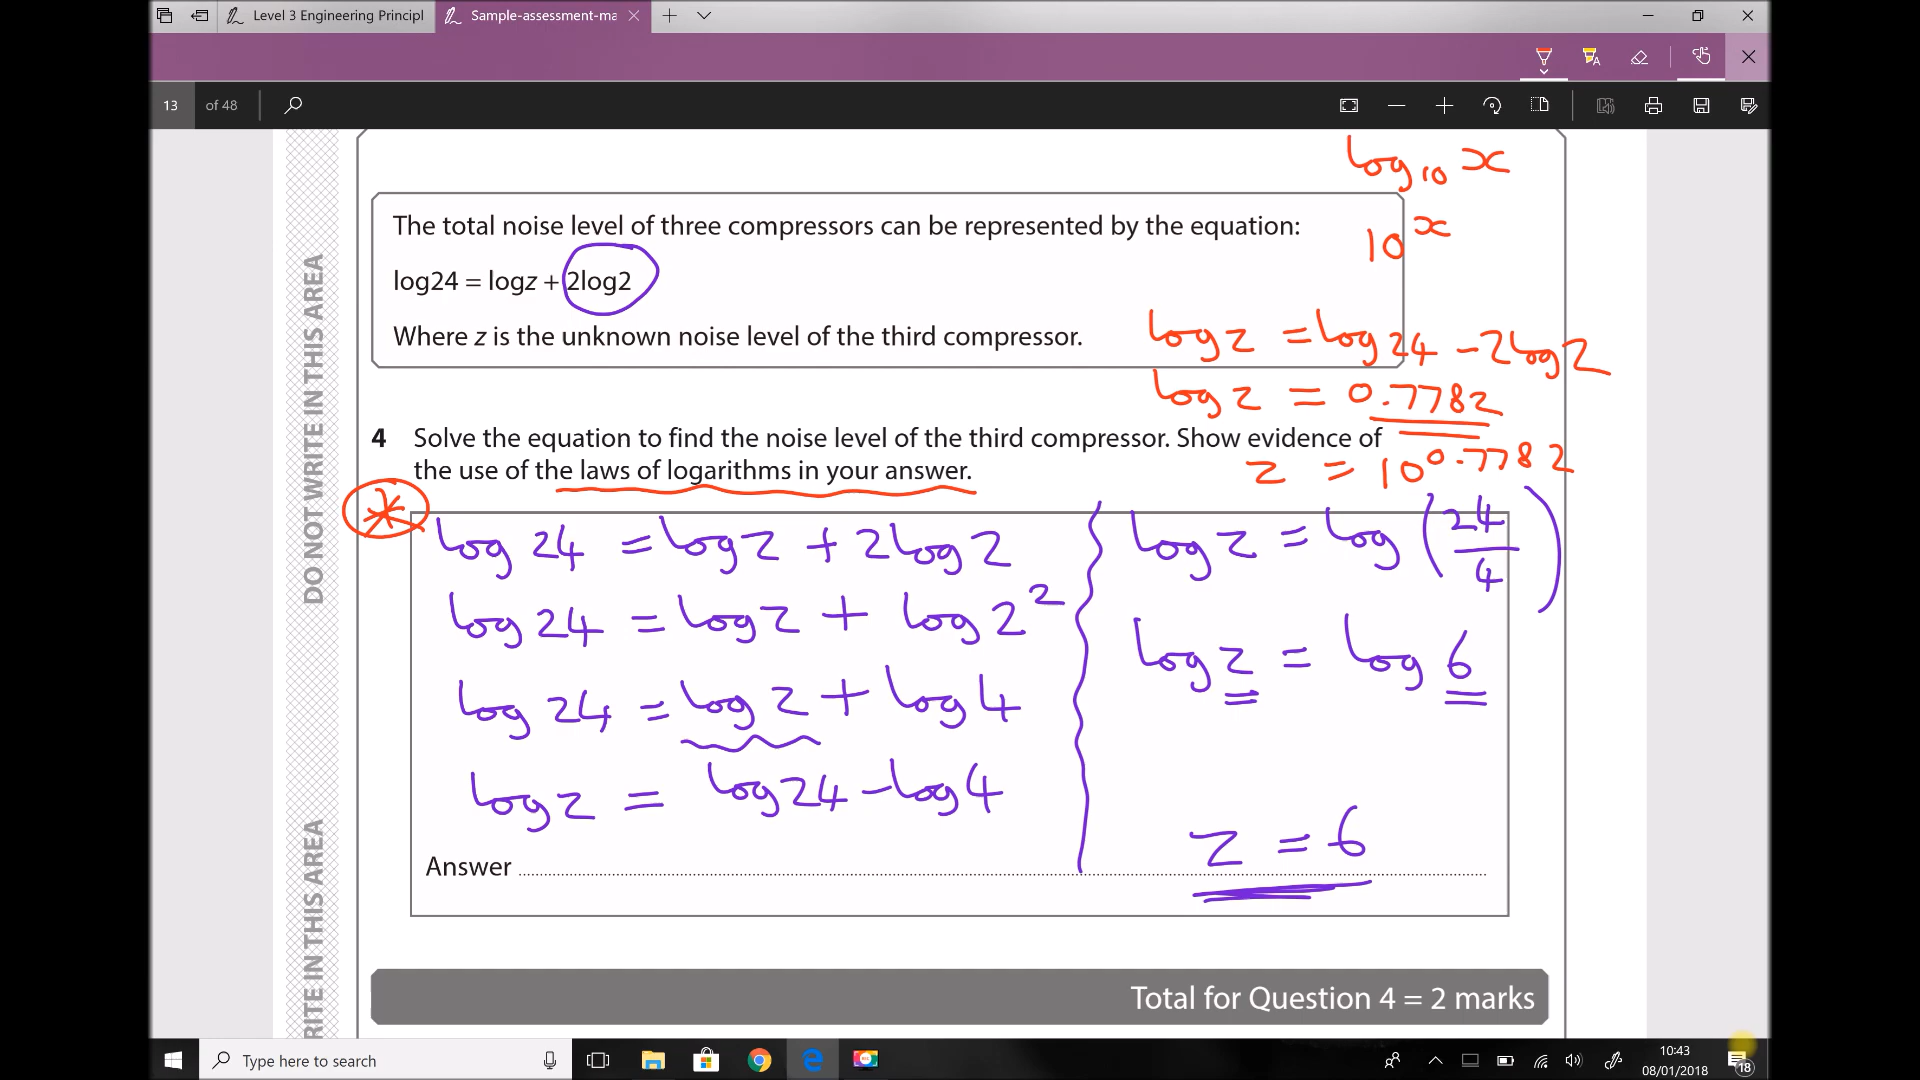 Level 3 Engineering Principl
Sample-assessment-ma
13 of 48
log₁₀ x
10ˣ
The total noise level of three compressors can be represented by the equation:
log24 = logz + 2log2
Where z is the unknown noise level of the third compressor.
log z = log 24 - 2log 2
log z = 0.7782
z = 10^0.7782
4 Solve the equation to find the noise level of the third compressor. Show evidence of
the use of the laws of logarithms in your answer.
*
log 24 = log z + 2log 2
log 24 = log z + log 2²
log 24 = log z + log 4
log z = log 24 - log 4
log z = log (24/4)
log z = log 6
z = 6
Answer
Total for Question 4 = 2 marks
DO NOT WRITE IN THIS AREA
RITE IN THIS AREA
Type here to search
10:43
08/01/2018
18